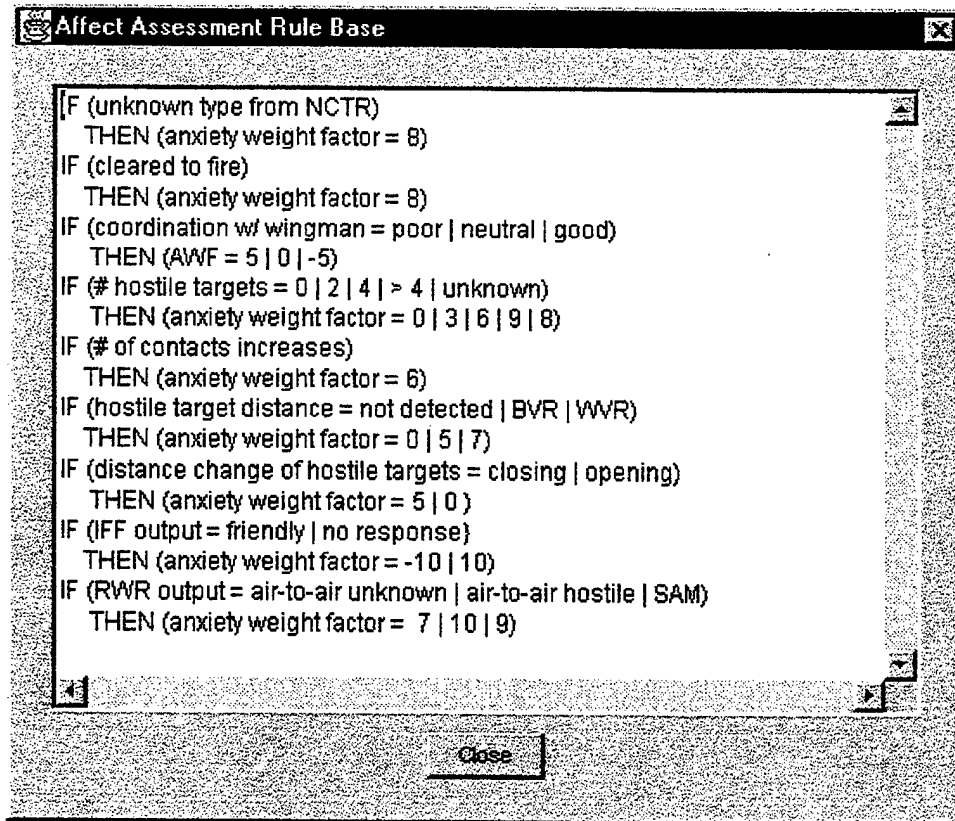 Affect Assessment Rule Base
IF (unknown type from NCTR)
THEN (anxiety weight factor = 8)
IF (cleared to fire)
THEN (anxiety weight factor = 8)
IF (coordination w/ wingman = poor | neutral | good)
THEN (AWF = 5 | 0 | -5)
IF (# hostile targets = 0 | 2 | 4 | > 4 | unknown)
THEN (anxiety weight factor = 0 | 3 | 6 | 9 | 8)
IF (# of contacts increases)
THEN (anxiety weight factor = 6)
IF (hostile target distance = not detected | BVR | WVR)
THEN (anxiety weight factor = 0 | 5 | 7)
IF (distance change of hostile targets = closing | opening)
THEN (anxiety weight factor = 5 | 0 )
IF (IFF output = friendly | no response}
THEN (anxiety weight factor = -10 | 10)
IF (RWR output = air-to-air unknown | air-to-air hostile | SAM)
THEN (anxiety weight factor =  7 | 10 | 9)
Close